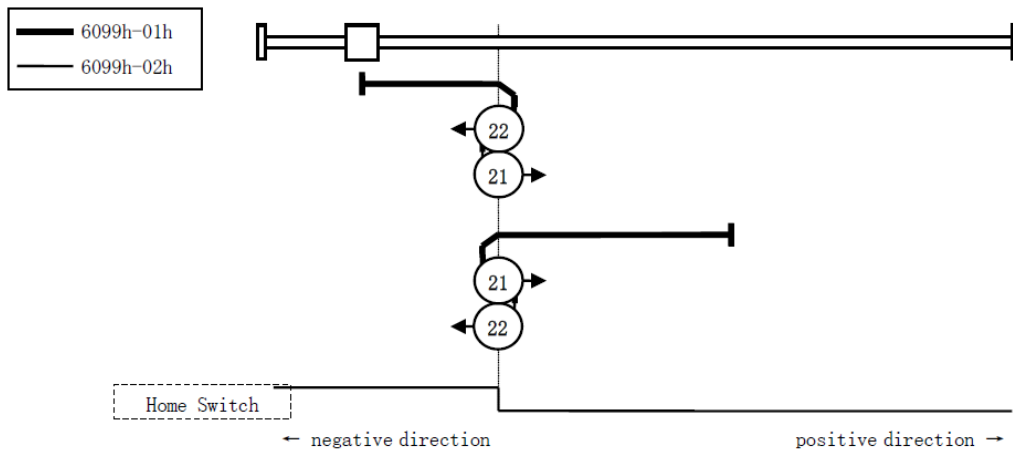 6099h-01h
6099h-02h
22
21
21
22
Home Switch
← negative direction
positive direction →